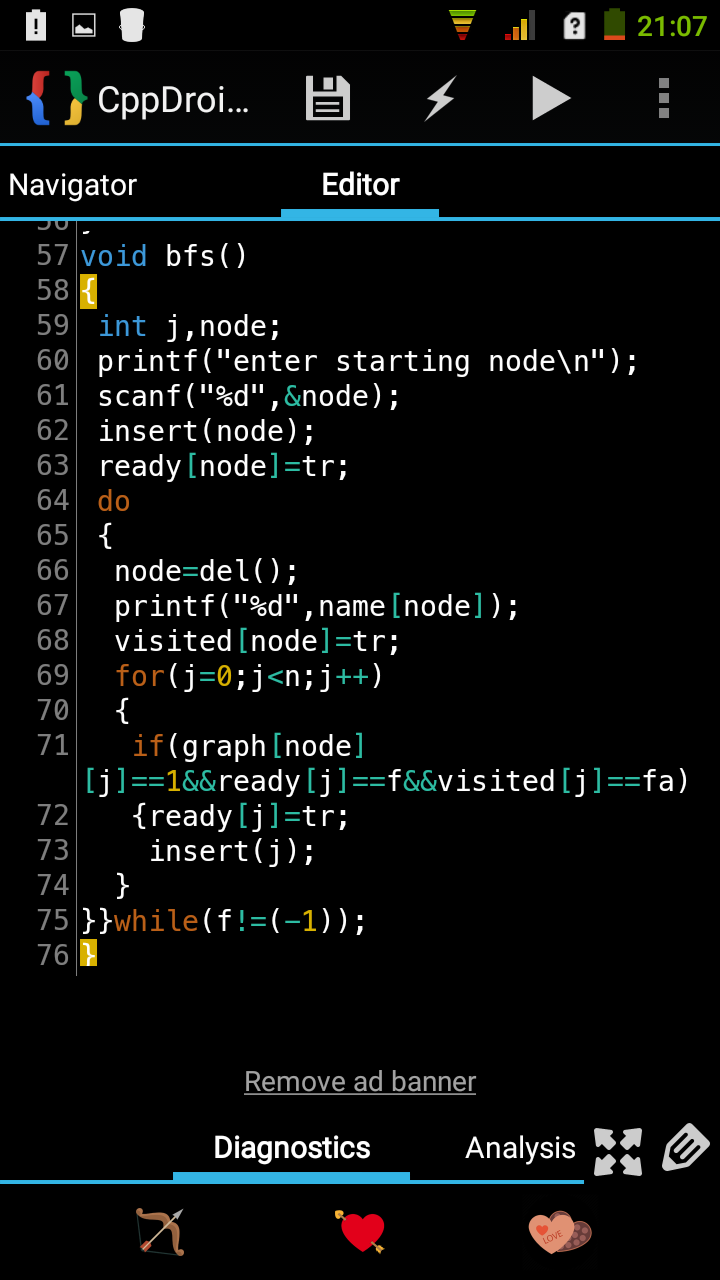 21:07
CppDroi...
Navigator
Editor
56
57 void bfs()
58 {
59 int j,node;
60 printf("enter starting node\n");
61 scanf("%d",&node);
62 insert(node);
63 ready[node]=tr;
64 do
65 {
66 node=del();
67 printf("%d",name[node]);
68 visited[node]=tr;
69 for(j=0;j<n;j++)
70 {
71 if(graph[node]
[j]==1&&ready[j]==f&&visited[j]==fa)
72 {ready[j]=tr;
73 insert(j);
74 }
75 }}while(f!=(-1));
76 }
Remove ad banner
Diagnostics
Analysis
LOVE